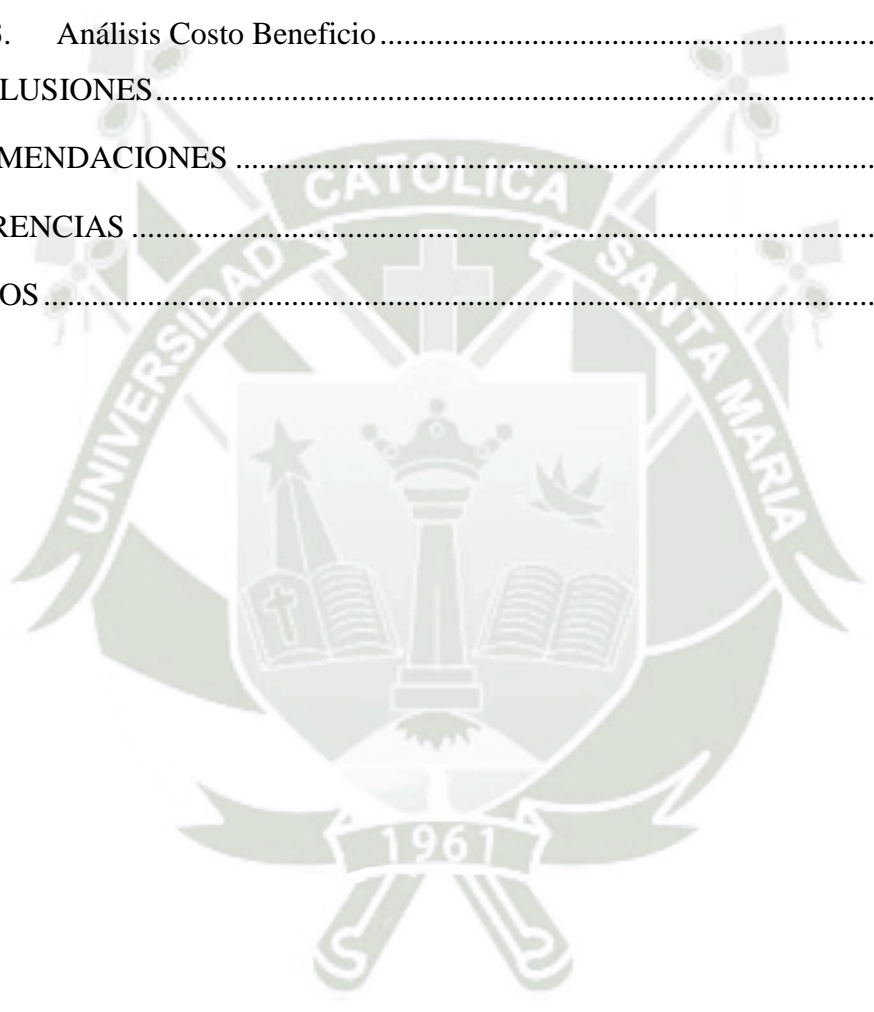 3. Análisis Costo Beneficio
LUSIONES
MENDACIONES
RENCIAS
OS
UNIVERSIDAD CATOLICA SANTA MARIA
1961